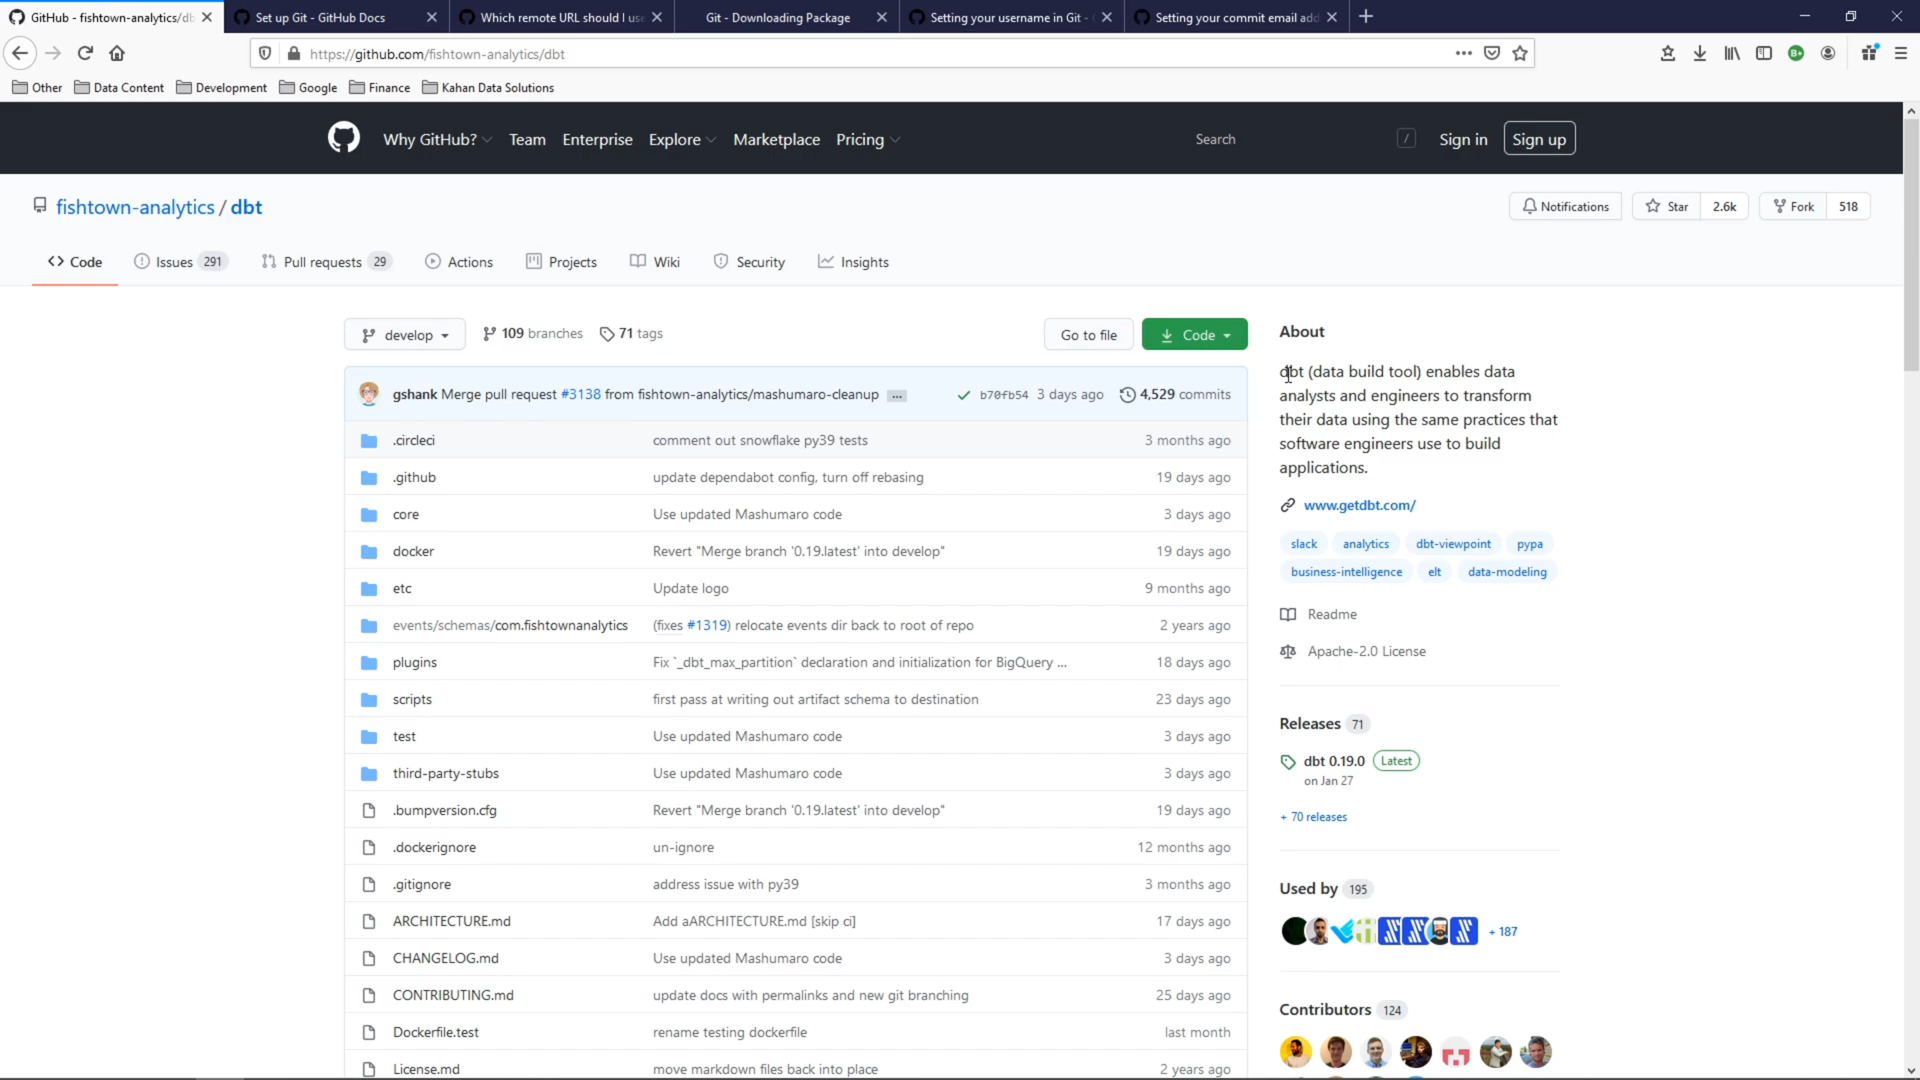 GitHub - fishtown-analytics/db
Set up Git - GitHub Docs
Which remote URL should I use
Git - Downloading Package
Setting your username in Git -
Setting your commit email add
https://github.com/fishtown-analytics/dbt
Other
Data Content
Development
Google
Finance
Kahan Data Solutions
Why GitHub?
Team
Enterprise
Explore
Marketplace
Pricing
Search
/
Sign in
Sign up
fishtown-analytics / dbt
Notifications
Star 2.6k
Fork 518
Code
Issues 291
Pull requests 29
Actions
Projects
Wiki
Security
Insights
develop
109 branches
71 tags
Go to file
Code
gshank Merge pull request #3138 from fishtown-analytics/mashumaro-cleanup ... b70fb54 3 days ago 4,529 commits
.circleci comment out snowflake py39 tests 3 months ago
.github update dependabot config, turn off rebasing 19 days ago
core Use updated Mashumaro code 3 days ago
docker Revert "Merge branch '0.19.latest' into develop" 19 days ago
etc Update logo 9 months ago
events/schemas/com.fishtownanalytics (fixes #1319) relocate events dir back to root of repo 2 years ago
plugins Fix `_dbt_max_partition` declaration and initialization for BigQuery ... 18 days ago
scripts first pass at writing out artifact schema to destination 23 days ago
test Use updated Mashumaro code 3 days ago
third-party-stubs Use updated Mashumaro code 3 days ago
.bumpversion.cfg Revert "Merge branch '0.19.latest' into develop" 19 days ago
.dockerignore un-ignore 12 months ago
.gitignore address issue with py39 3 months ago
ARCHITECTURE.md Add aARCHITECTURE.md [skip ci] 17 days ago
CHANGELOG.md Use updated Mashumaro code 3 days ago
CONTRIBUTING.md update docs with permalinks and new git branching 25 days ago
Dockerfile.test rename testing dockerfile last month
License.md move markdown files back into place 2 years ago
About
dbt (data build tool) enables data
analysts and engineers to transform
their data using the same practices that
software engineers use to build
applications.
www.getdbt.com/
slack analytics dbt-viewpoint pypa
business-intelligence elt data-modeling
Readme
Apache-2.0 License
Releases 71
dbt 0.19.0 Latest
on Jan 27
+ 70 releases
Used by 195
+ 187
Contributors 124